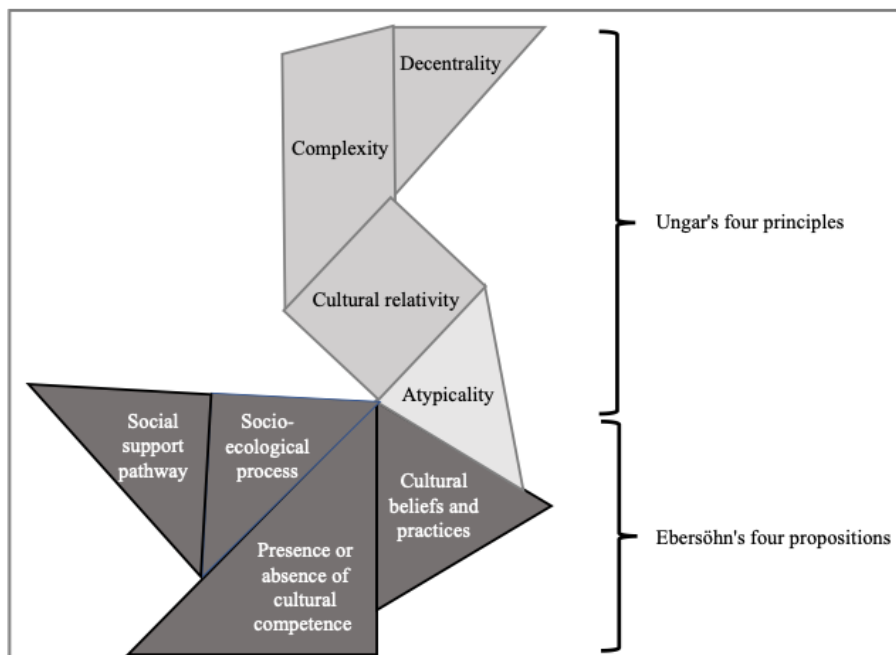 Decentrality
Complexity
Ungar's four principles
Cultural relativity
Atypicality
Social
support
pathway
Socio-
ecological
process
Cultural
beliefs and
practices
Presence or
absence of
cultural
competence
Ebersöhn's four propositions